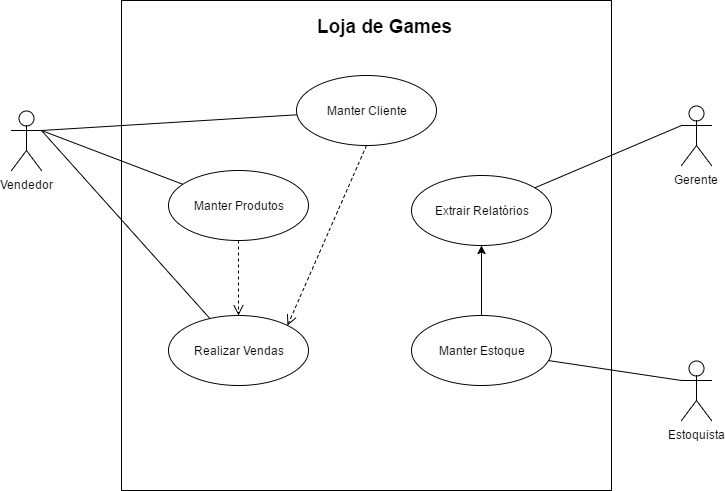 Loja de Games
Manter Cliente
Vendedor
Gerente
Manter Produtos
Extrair Relatórios
Realizar Vendas
Manter Estoque
Estoquista